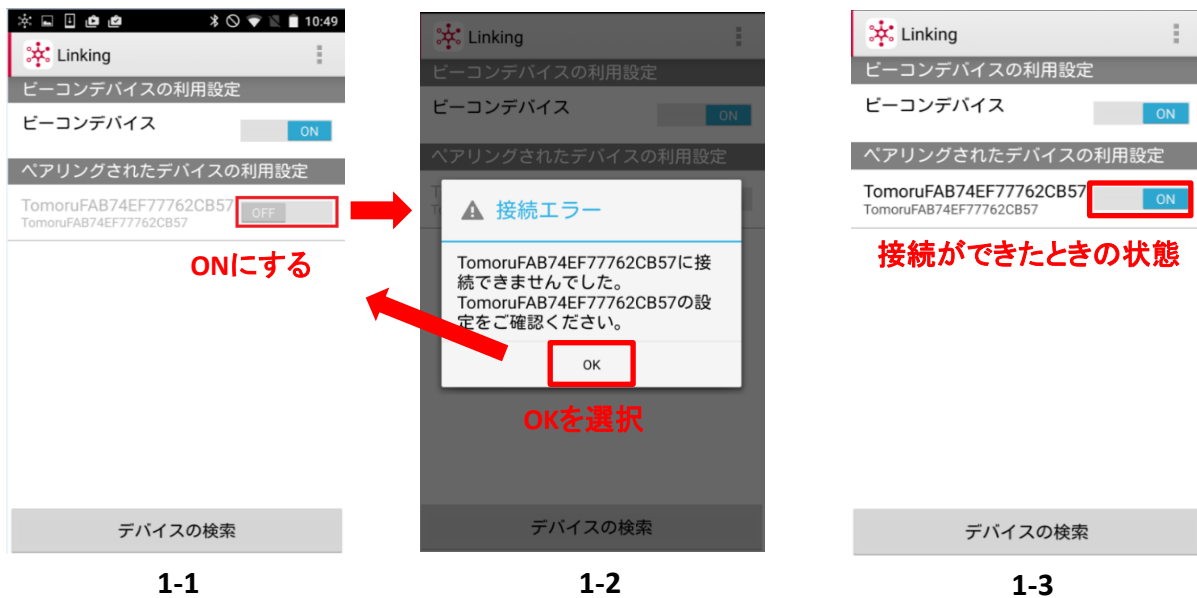 10:49
Linking
ビーコンデバイスの利用設定
ビーコンデバイス
ON
ペアリングされたデバイスの利用設定
TomoruFAB74EF77762CB57
TomoruFAB74EF77762CB57
OFF
ONにする
デバイスの検索
1-1
Linking
ビーコンデバイスの利用設定
ビーコンデバイス
ON
ペアリングされたデバイスの利用設定
接続エラー
TomoruFAB74EF77762CB57に接
続できませんでした。
TomoruFAB74EF77762CB57の設
定をご確認ください。
OK
OKを選択
デバイスの検索
1-2
Linking
ビーコンデバイスの利用設定
ビーコンデバイス
ON
ペアリングされたデバイスの利用設定
TomoruFAB74EF77762CB57
TomoruFAB74EF77762CB57
ON
接続ができたときの状態
デバイスの検索
1-3